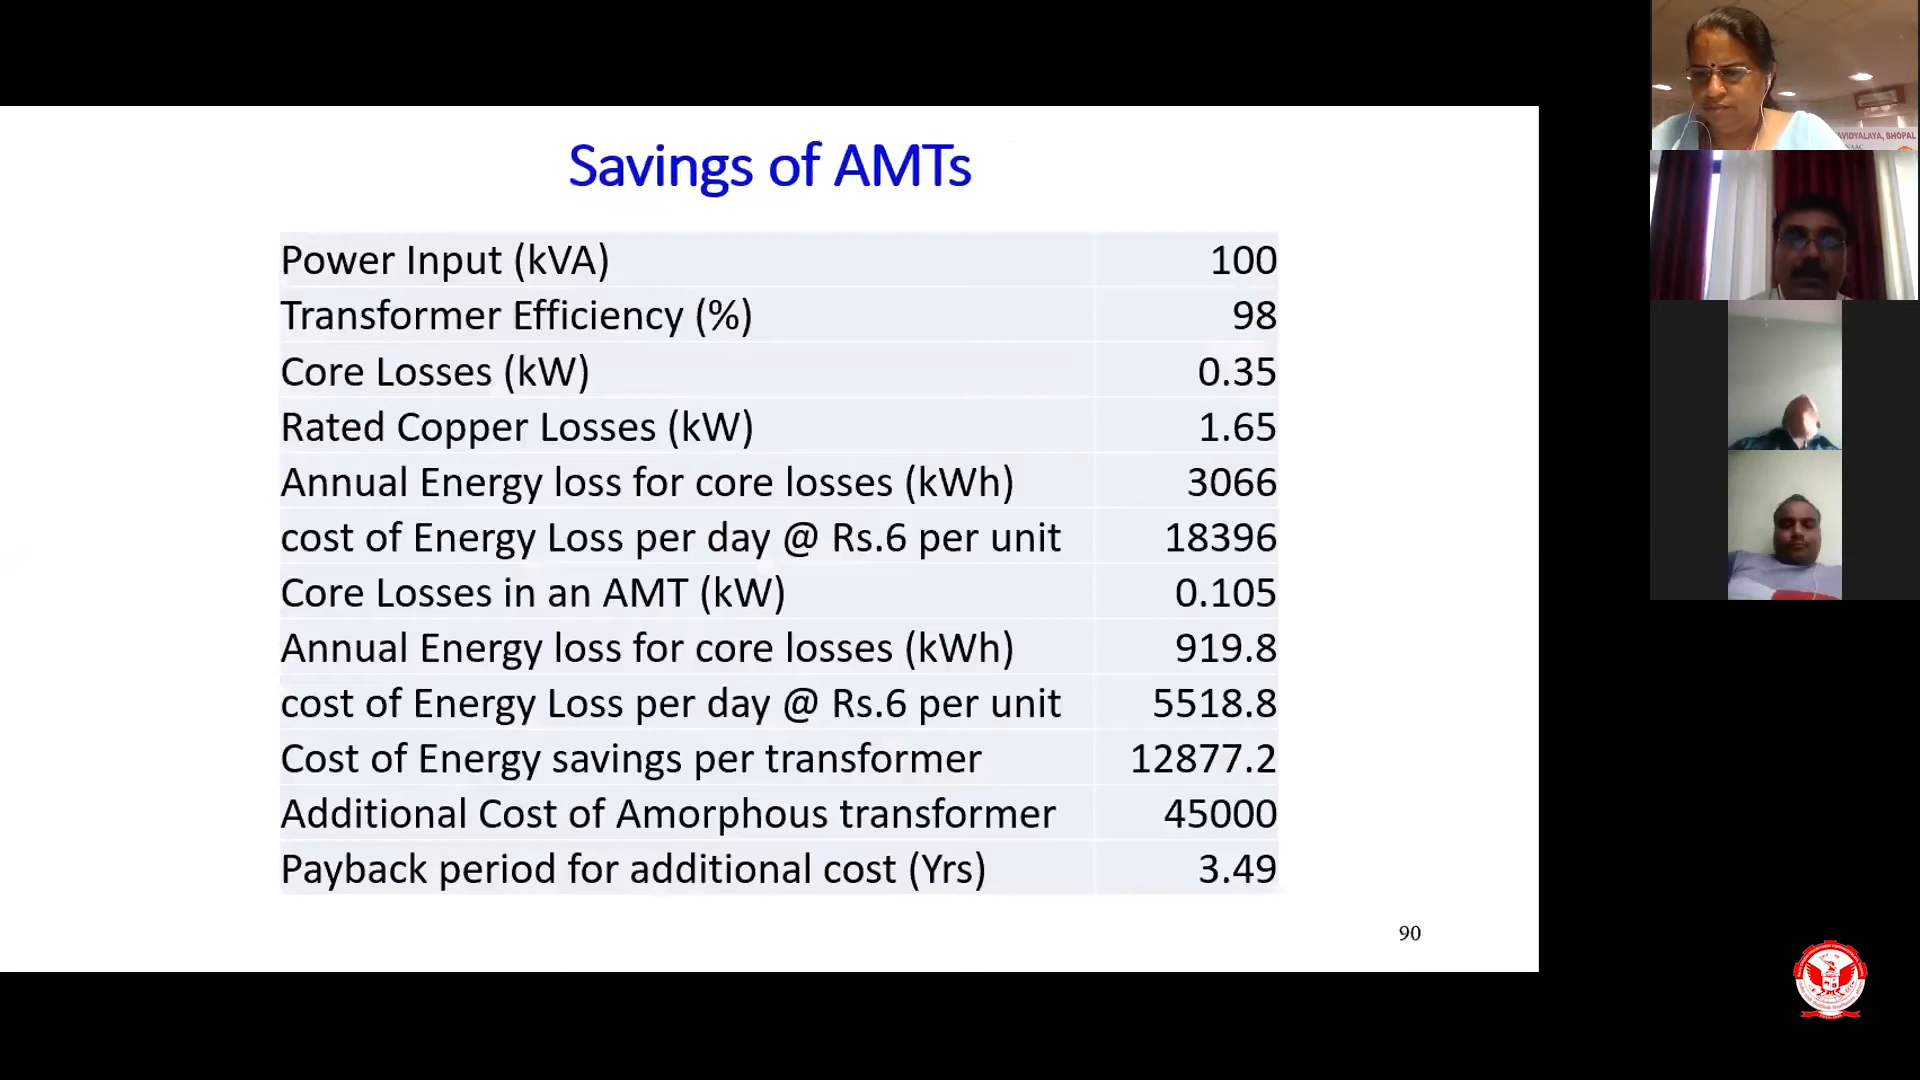 Savings of AMTs
Power Input (kVA) 100
Transformer Efficiency (%) 98
Core Losses (kW) 0.35
Rated Copper Losses (kW) 1.65
Annual Energy loss for core losses (kWh) 3066
cost of Energy Loss per day @ Rs.6 per unit 18396
Core Losses in an AMT (kW) 0.105
Annual Energy loss for core losses (kWh) 919.8
cost of Energy Loss per day @ Rs.6 per unit 5518.8
Cost of Energy savings per transformer 12877.2
Additional Cost of Amorphous transformer 45000
Payback period for additional cost (Yrs) 3.49
90
AVIDYALAYA, BHOPAL
NAAC